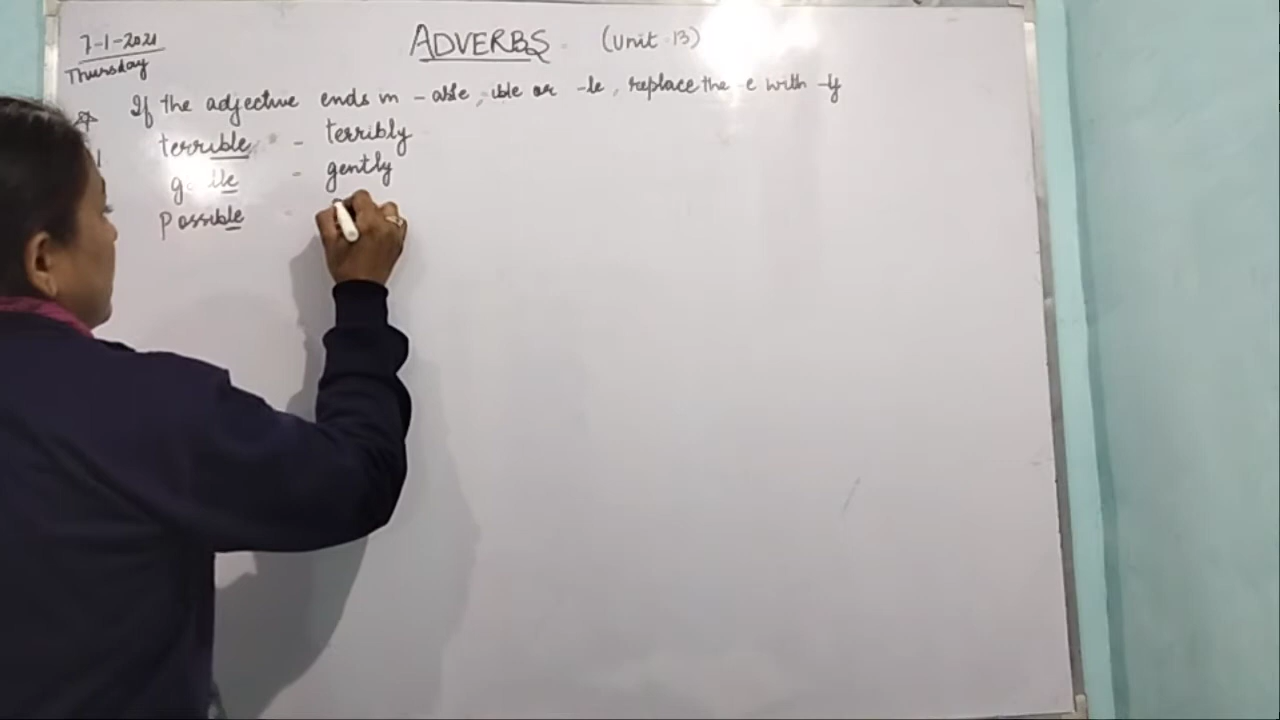 7-1-2021
Thursday
ADVERBS (Unit 13)
If the adjective ends in -able, ible or -le, replace the -e with -y
terrible - terribly
- gently
Possible -